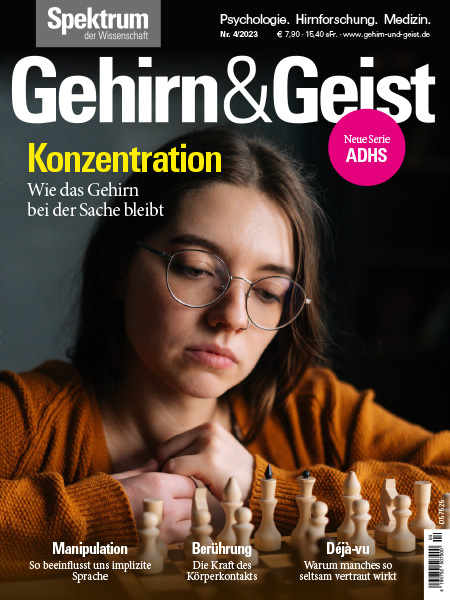 Spektrum
der Wissenschaft
Psychologie. Hirnforschung. Medizin.
Nr. 4/2023 € 7,90 · 15,40 sFr. · www.gehirn-und-geist.de
Gehirn&Geist
Neue Serie
ADHS
Konzentration
Wie das Gehirn
bei der Sache bleibt
Manipulation
So beeinflusst uns implizite
Sprache
Berührung
Die Kraft des
Körperkontakts
Déjà-vu
Warum manches so
seltsam vertraut wirkt
D57525